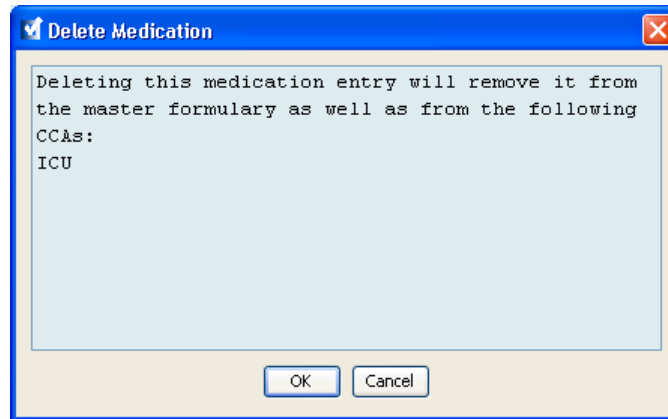 Delete Medication
Deleting this medication entry will remove it from
the master formulary as well as from the following
CCAs:
ICU
OK Cancel